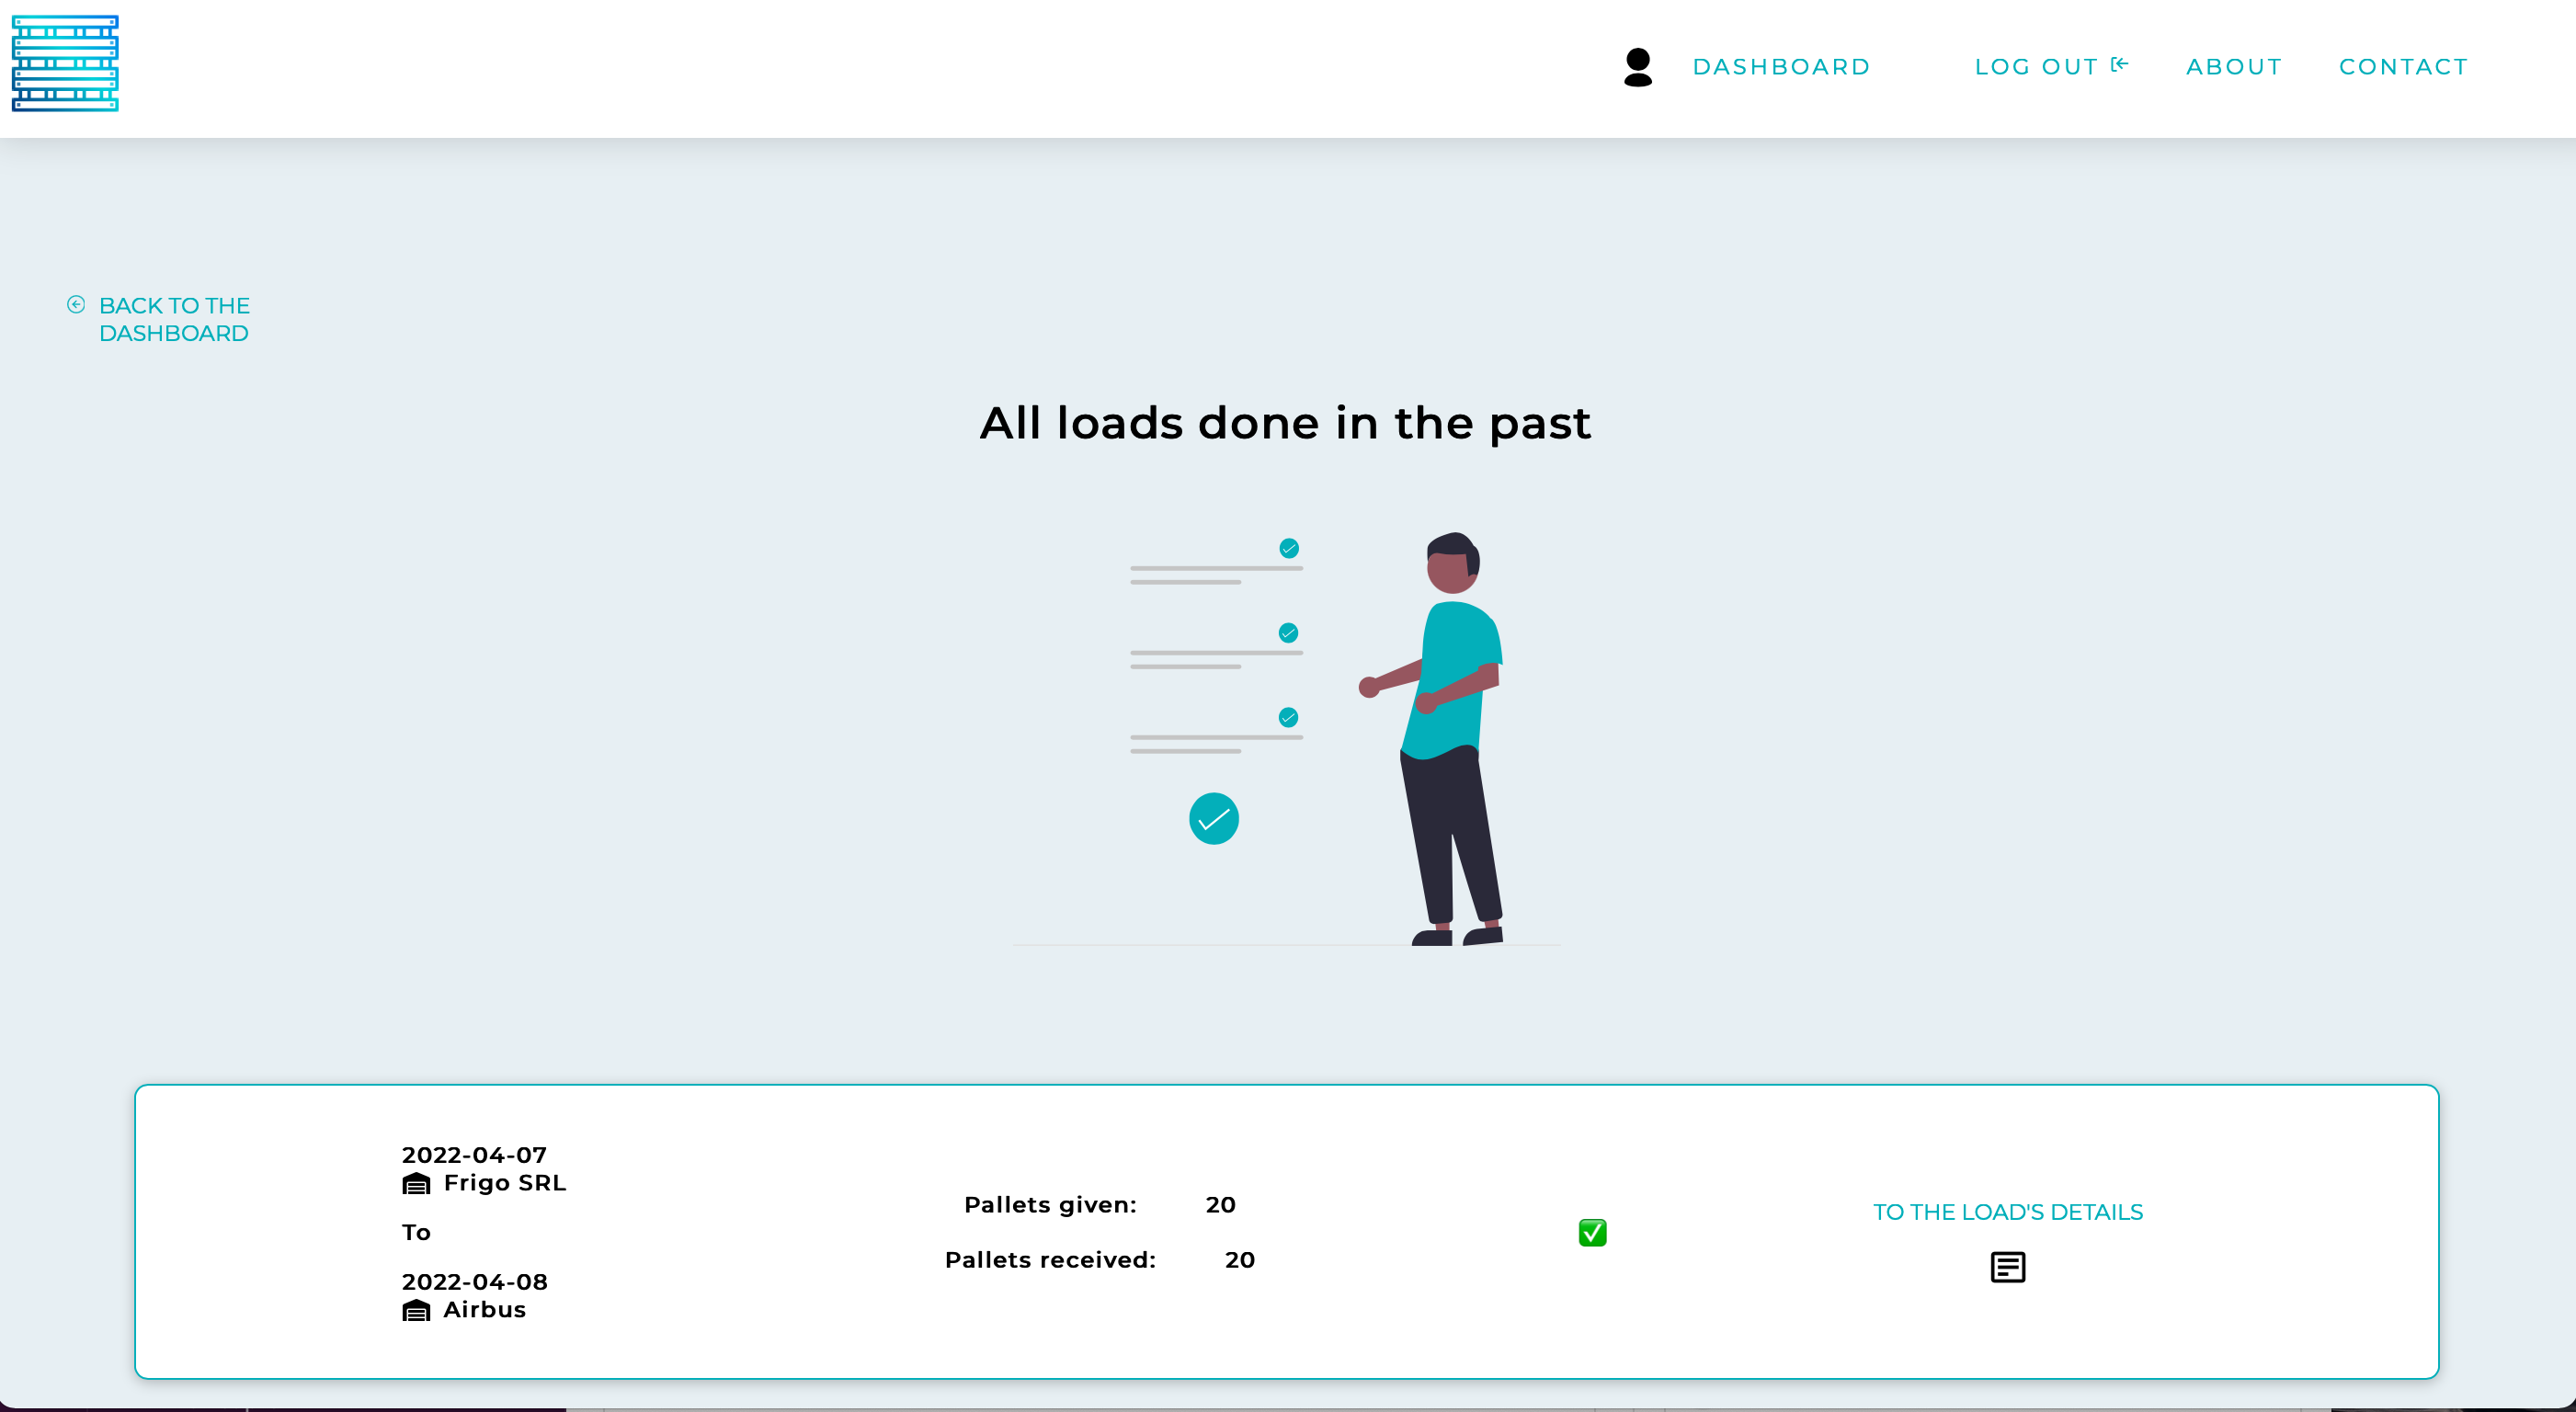 DASHBOARD
LOG OUT
ABOUT
CONTACT
BACK TO THE
DASHBOARD
All loads done in the past
2022-04-07
Frigo SRL
To
2022-04-08
Airbus
Pallets given: 20
Pallets received: 20
TO THE LOAD'S DETAILS